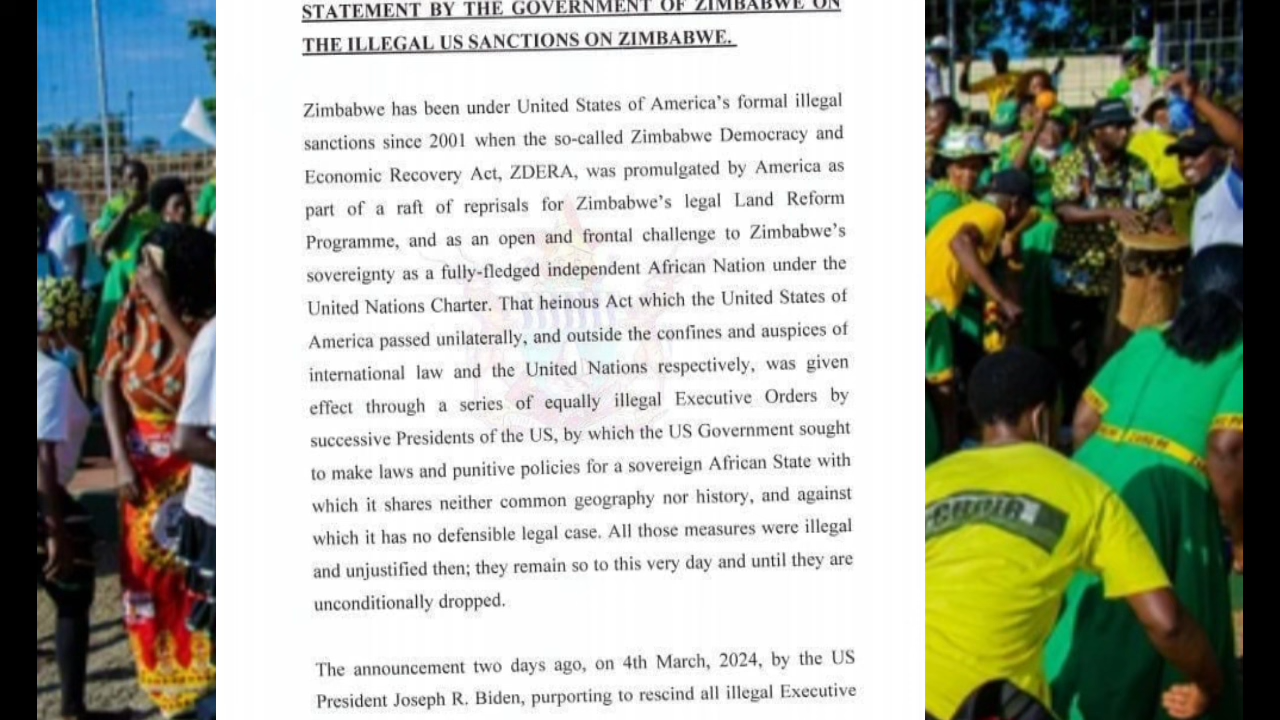 STATEMENT BY THE GOVERNMENT OF ZIMBABWE ON
THE ILLEGAL US SANCTIONS ON ZIMBABWE.
Zimbabwe has been under United States of America's formal illegal
sanctions since 2001 when the so-called Zimbabwe Democracy and
Economic Recovery Act, ZDERA, was promulgated by America as
part of a raft of reprisals for Zimbabwe's legal Land Reform
Programme, and as an open and frontal challenge to Zimbabwe's
sovereignty as a fully-fledged independent African Nation under the
United Nations Charter. That heinous Act which the United States of
America passed unilaterally, and outside the confines and auspices of
international law and the United Nations respectively, was given
effect through a series of equally illegal Executive Orders by
successive Presidents of the US, by which the US Government sought
to make laws and punitive policies for a sovereign African State with
which it shares neither common geography nor history, and against
which it has no defensible legal case. All those measures were illegal
and unjustified then; they remain so to this very day and until they are
unconditionally dropped.
The announcement two days ago, on 4th March, 2024, by the US
President Joseph R. Biden, purporting to rescind all illegal Executive
CHOIR